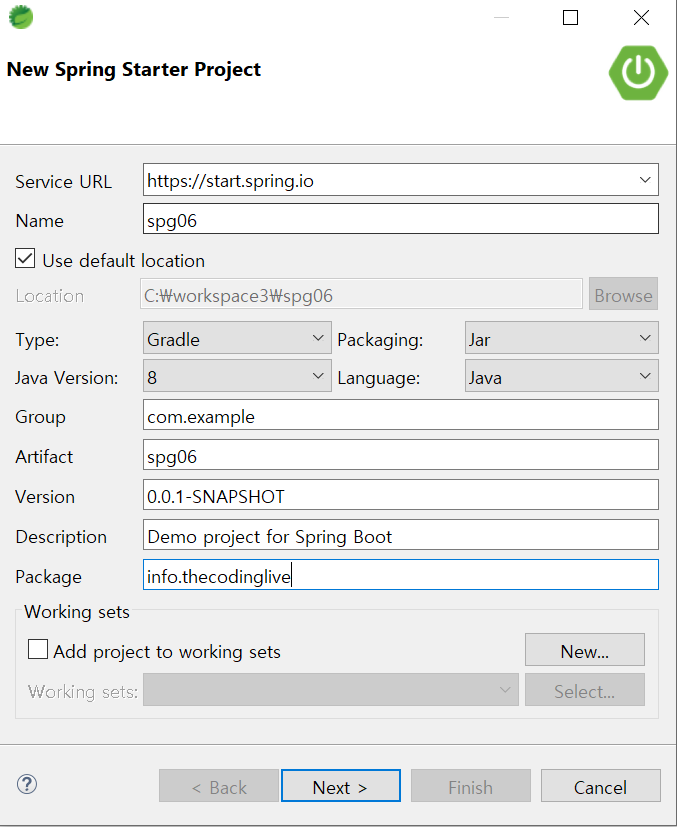 New Spring Starter Project
Service URL https://start.spring.io
Name spg06
Use default location
Location C:₩workspace3₩spg06 Browse
Type: Gradle Packaging: Jar
Java Version: 8 Language: Java
Group com.example
Artifact spg06
Version 0.0.1-SNAPSHOT
Description Demo project for Spring Boot
Package info.thecodinglive
Working sets
Add project to working sets New...
Working sets: Select...
? < Back Next > Finish Cancel